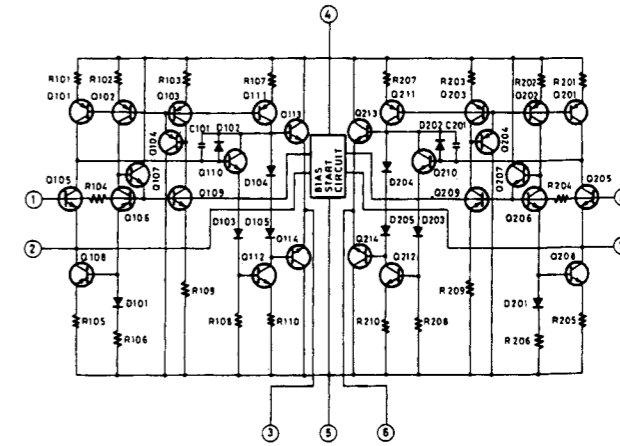 4
R101 R102 R103 R107 R207 R203 R202 R201
Q101 Q102 Q103 Q111 Q113 Q213 Q211 Q203 Q202 Q201
Q104 C101 D102 D202 C201 Q204
Q105 Q107 Q110 D104 BIAS START CIRCUIT D204 Q210 Q207 Q205
1 R104 Q106 Q109 Q209 Q206 R204
2 D103 D105 Q114 Q214 D205 D203
Q108 Q112 Q212 Q208
D101 R109 R209 D201
R105 R106 R108 R110 R210 R208 R206 R205
3 5 6